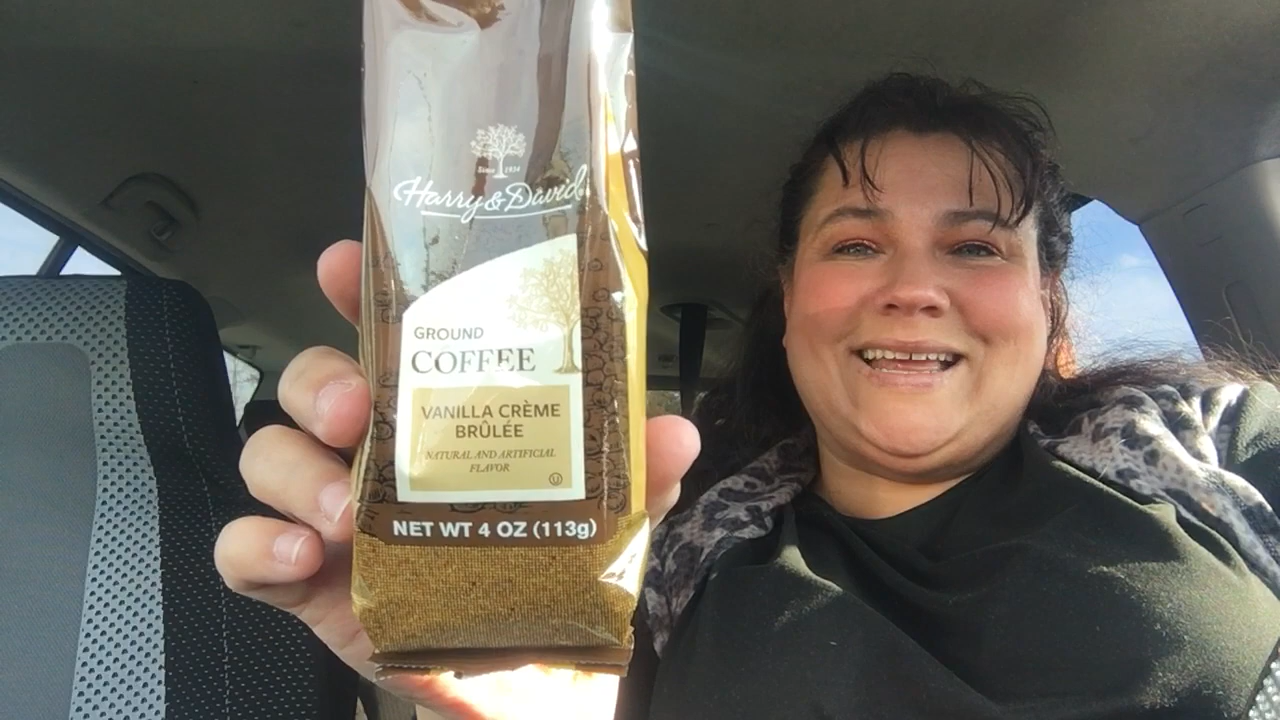 Since 1934
Harry & David
GROUND
COFFEE
VANILLA CRÈME
BRÛLÉE
NATURAL AND ARTIFICIAL
FLAVOR
U
NET WT 4 OZ (113g)